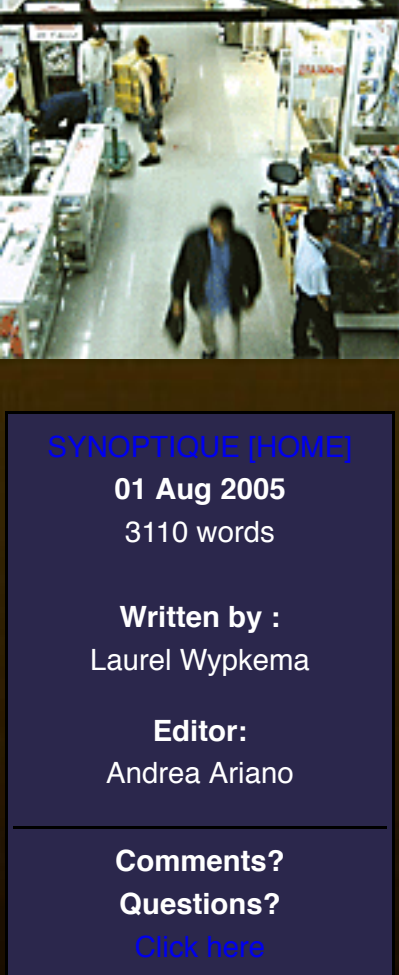 SYNOPTIQUE [HOME]
01 Aug 2005
3110 words
Written by :
Laurel Wypkema
Editor:
Andrea Ariano
Comments?
Questions?
Click here